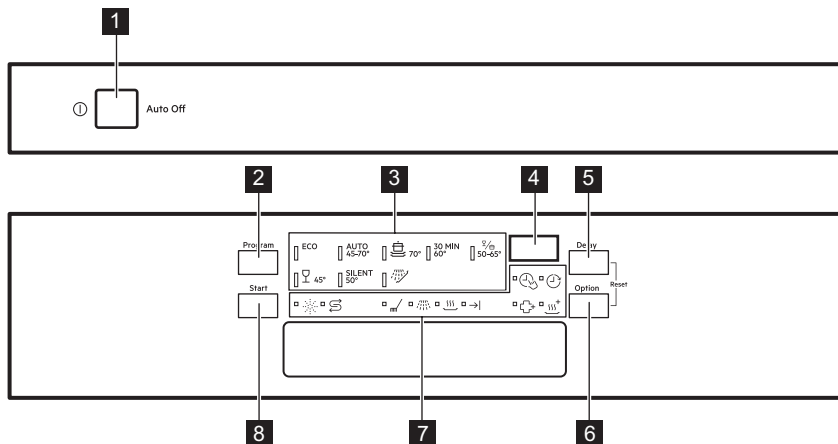 1
Auto Off
2
3
4
5
Program
ECO
AUTO
45-70°
70°
30 MIN
60°
50-65°
Delay
45°
SILENT
50°
Start
Option
Reset
8
7
6